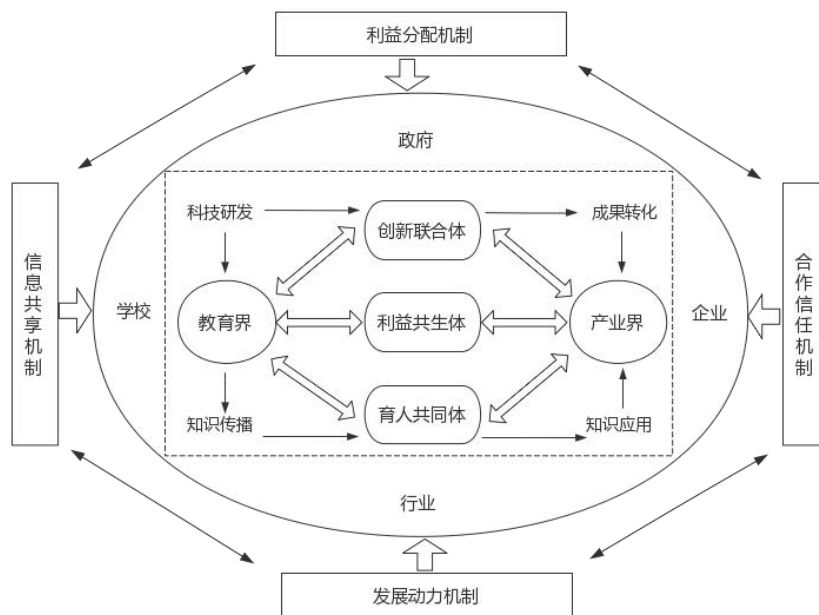 利益分配机制
政府
科技研发
创新联合体
成果转化
信息共享机制
学校
教育界
利益共生体
产业界
企业
合作信任机制
知识传播
育人共同体
知识应用
行业
发展动力机制